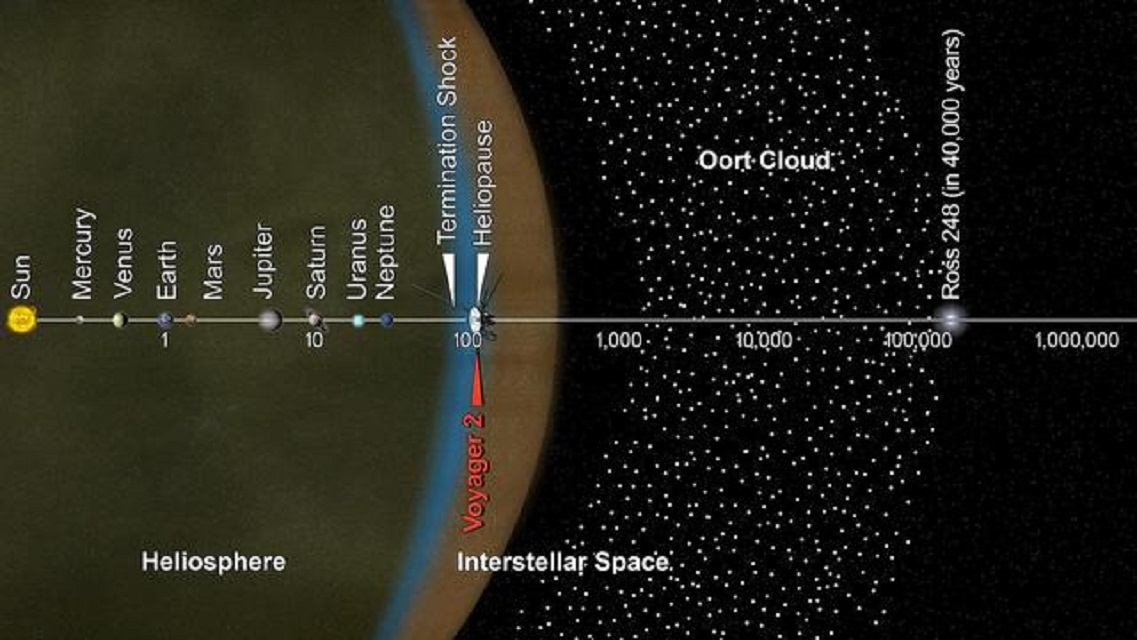 Sun
Mercury
Venus
Earth
Mars
Jupiter
Saturn
Uranus
Neptune
Termination Shock
Heliopause
Oort Cloud
Ross 248 (in 40,000 years)
1
10
100
1,000
10,000
100,000
1,000,000
Voyager 2
Heliosphere
Interstellar Space